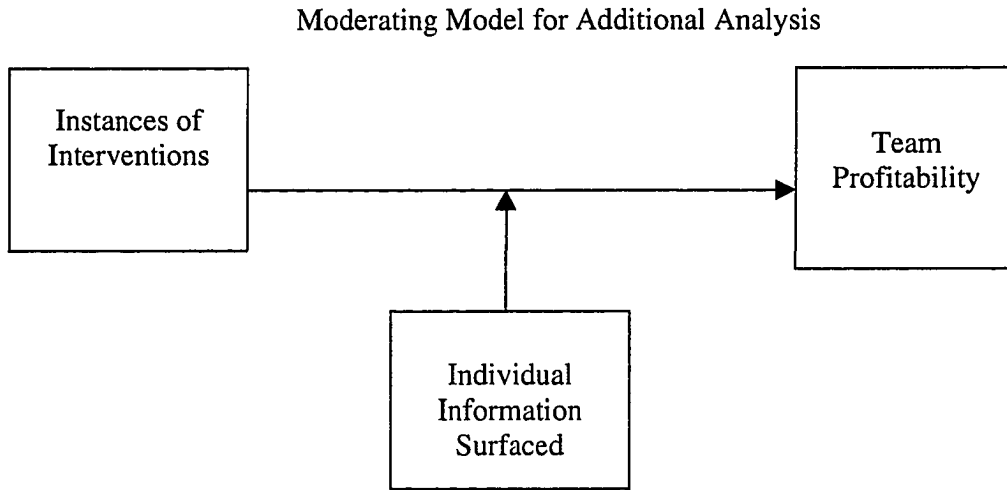 Moderating Model for Additional Analysis
Instances of
Interventions
Team
Profitability
Individual
Information
Surfaced